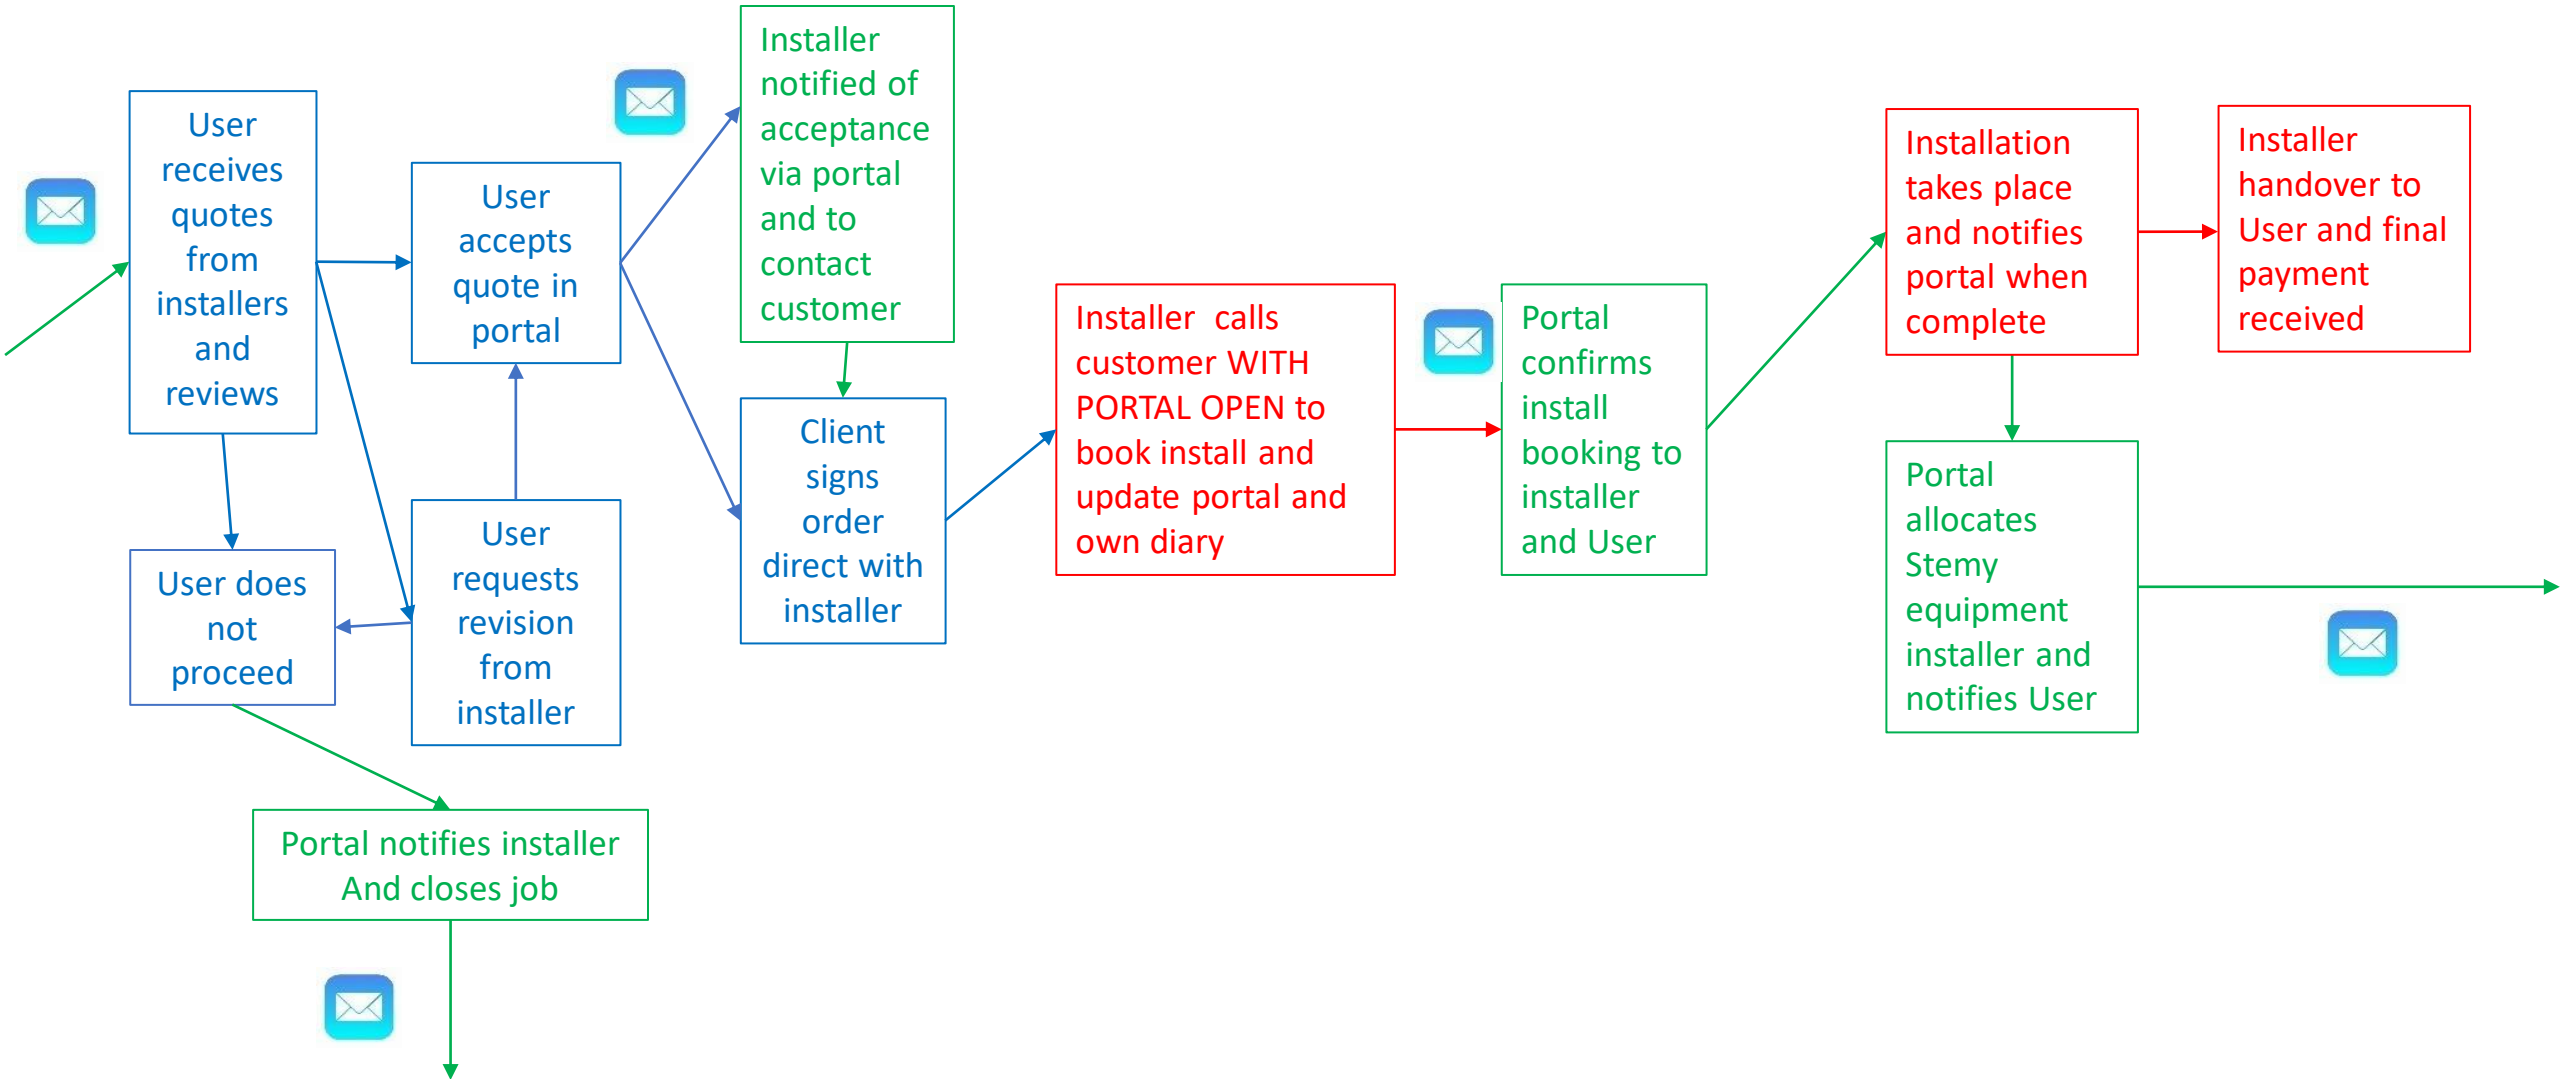 User
receives
quotes
from
installers
and
reviews
User
accepts
quote in
portal
Installer
notified of
acceptance
via portal
and to
contact
customer
User does
not
proceed
User
requests
revision
from
installer
Client
signs
order
direct with
installer
Installer calls
customer WITH
PORTAL OPEN to
book install and
update portal and
own diary
Portal
confirms
install
booking to
installer
and User
Installation
takes place
and notifies
portal when
complete
Installer
handover to
User and final
payment
received
Portal
allocates
Stemy
equipment
installer and
notifies User
Portal notifies installer
And closes job